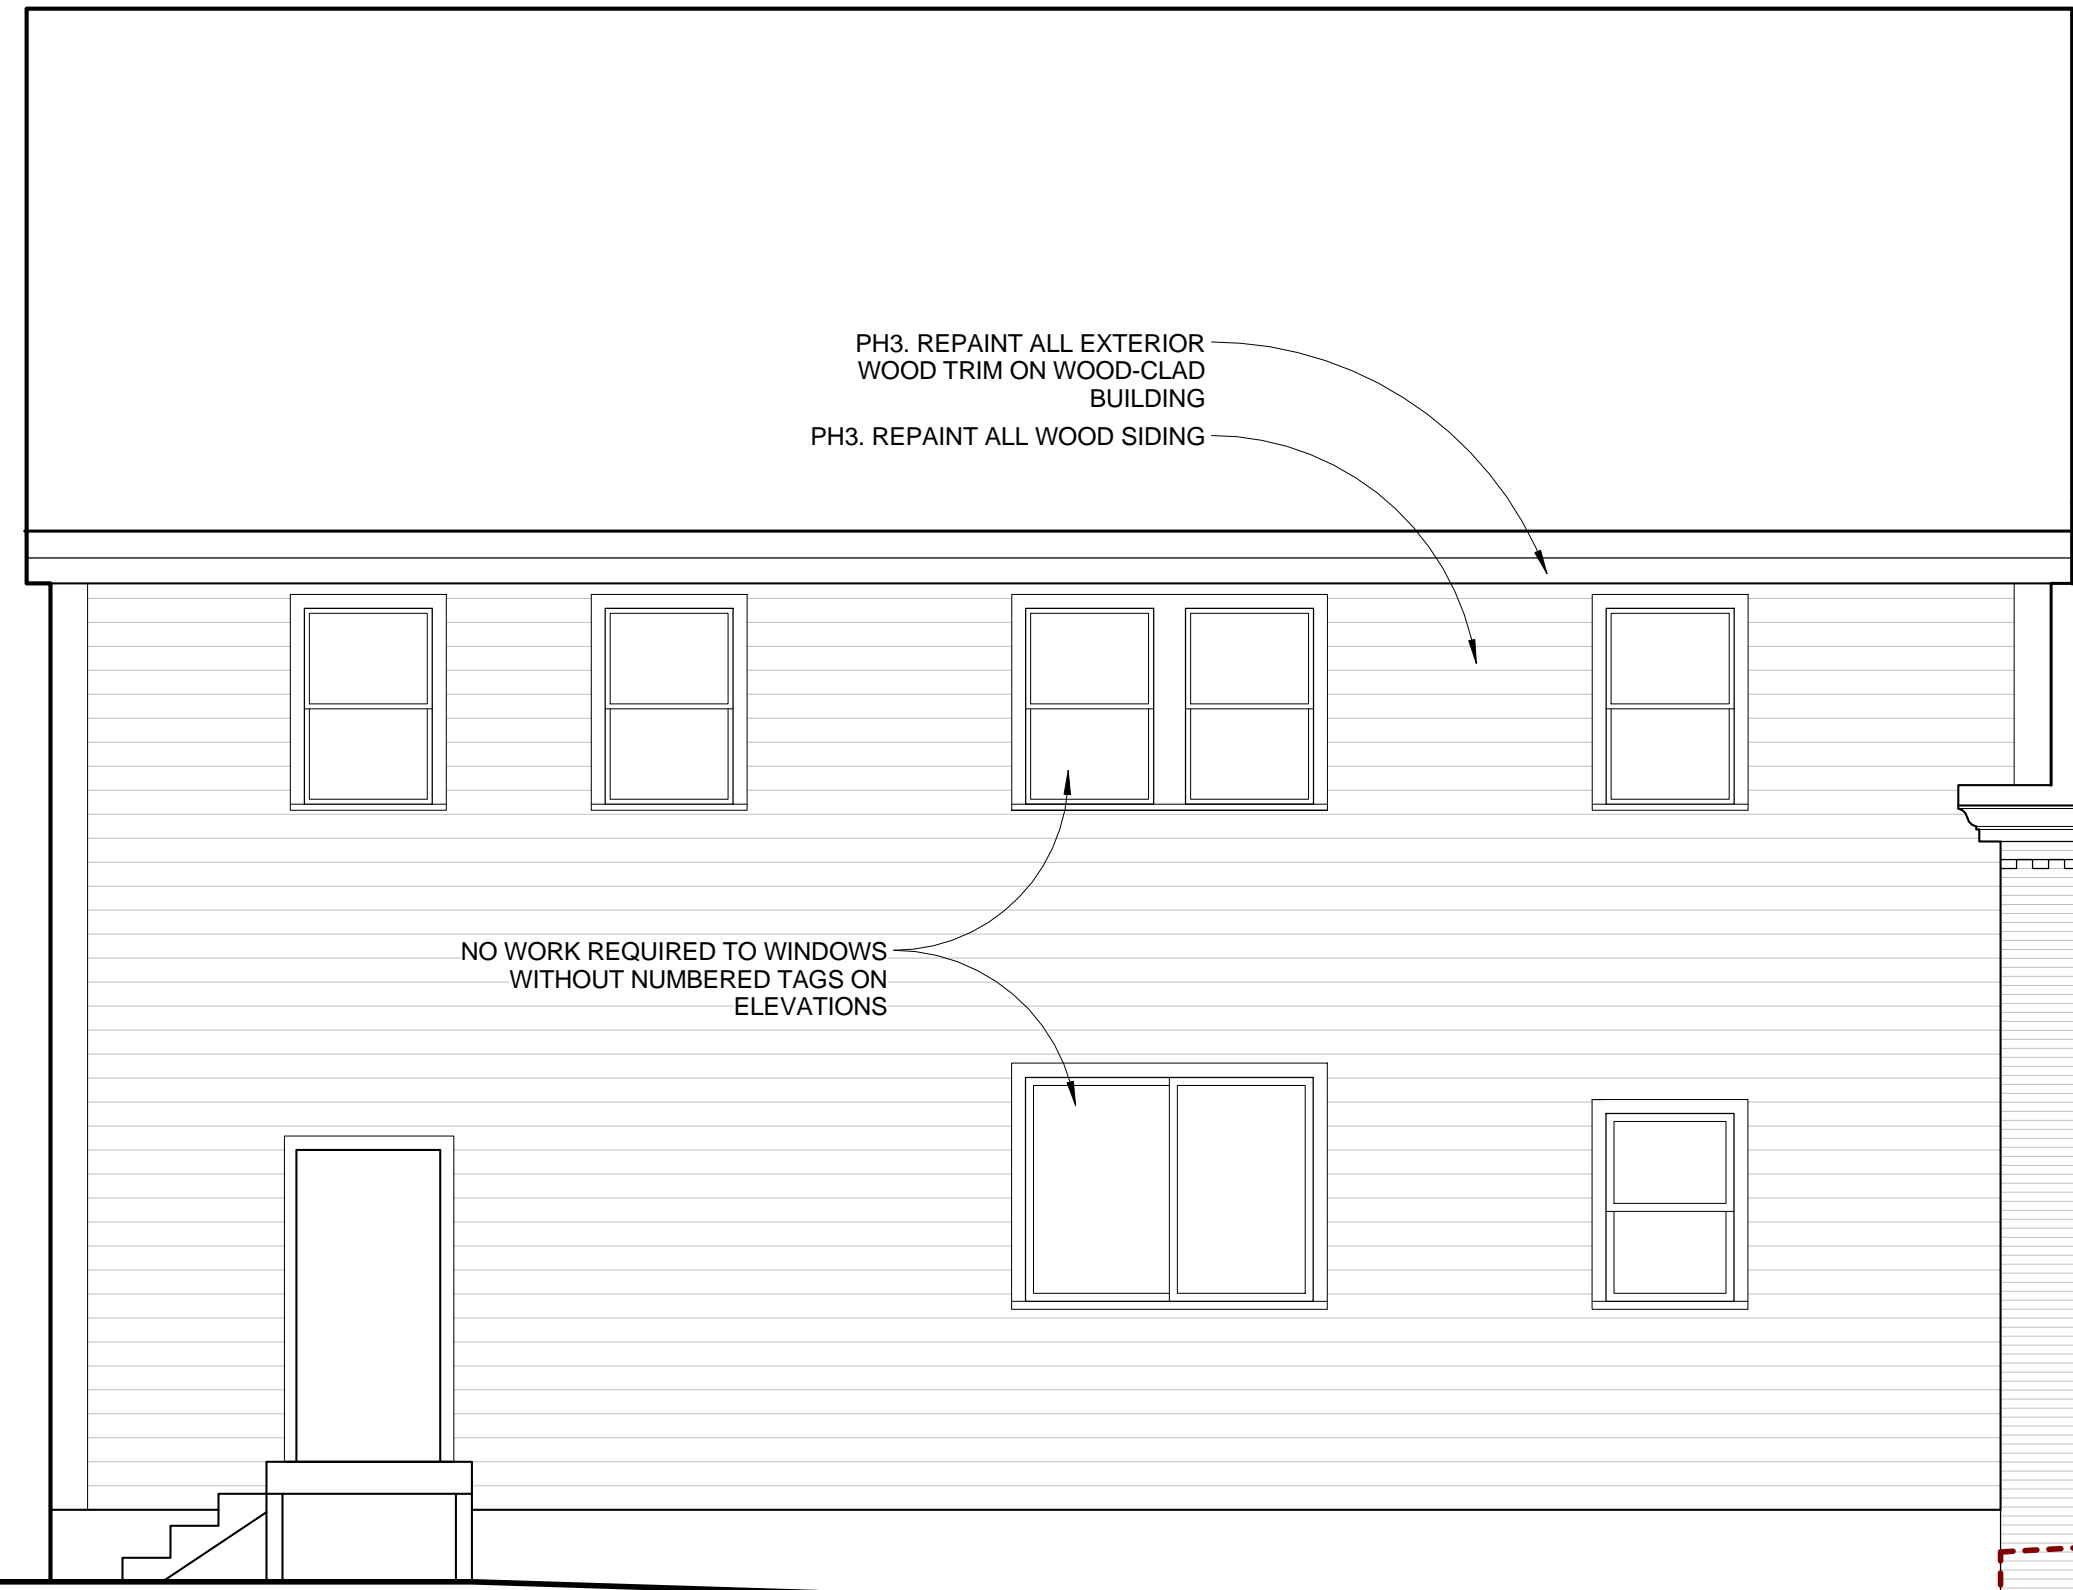 PH3. REPAINT ALL EXTERIOR
WOOD TRIM ON WOOD-CLAD
BUILDING
PH3. REPAINT ALL WOOD SIDING
NO WORK REQUIRED TO WINDOWS
WITHOUT NUMBERED TAGS ON
ELEVATIONS